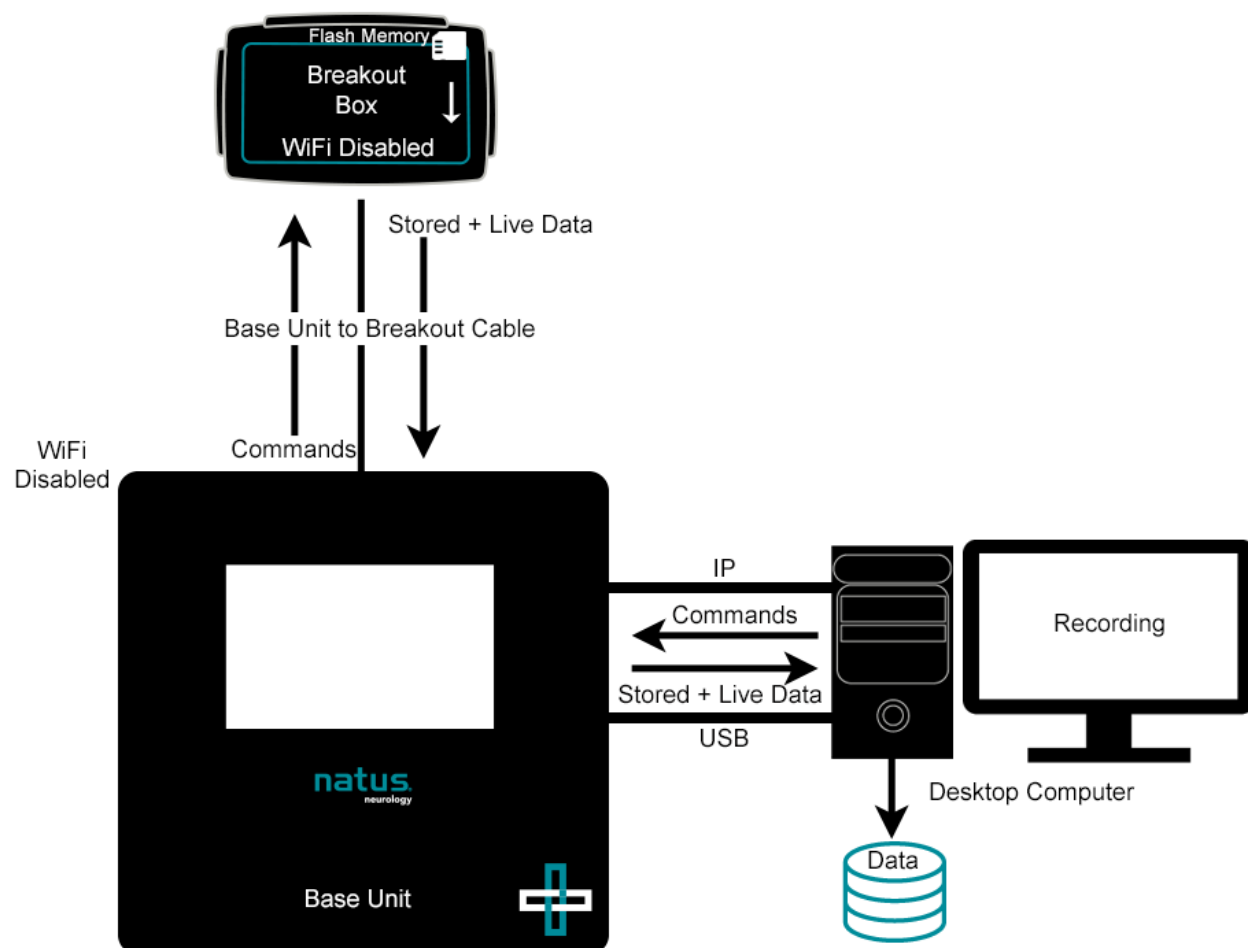 Flash Memory
Breakout
Box
WiFi Disabled
Stored + Live Data
Base Unit to Breakout Cable
Commands
WiFi
Disabled
IP
Commands
Stored + Live Data
USB
Recording
Desktop Computer
Data
natus.
neurology
Base Unit